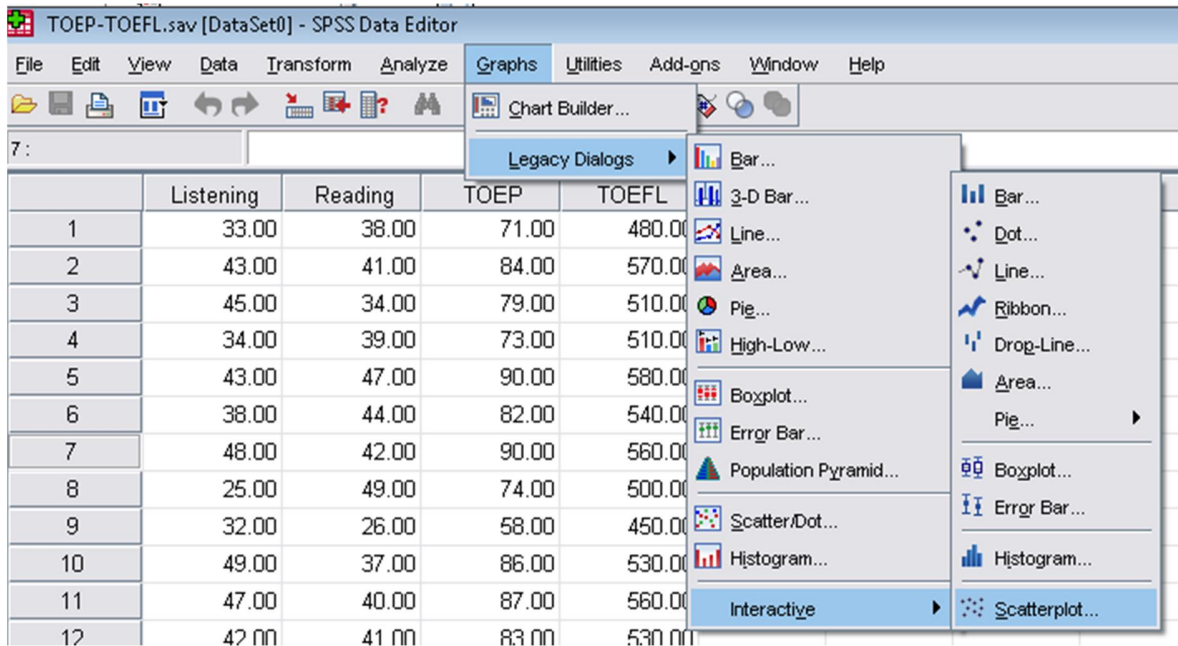 TOEP-TOEFL.sav [DataSet0] - SPSS Data Editor
File Edit View Data Transform Analyze Graphs Utilities Add-ons Window Help
Chart Builder...
7 :
Legacy Dialogs
Bar...
3-D Bar...
Line...
Area...
Pie...
High-Low...
Boxplot...
Error Bar...
Population Pyramid...
Scatter/Dot...
Histogram...
Interactive
Bar...
Dot...
Line...
Ribbon...
Drop-Line...
Area...
Pie...
Boxplot...
Error Bar...
Histogram...
Scatterplot...
Listening Reading TOEP TOEFL
1 33.00 38.00 71.00 480.00
2 43.00 41.00 84.00 570.00
3 45.00 34.00 79.00 510.00
4 34.00 39.00 73.00 510.00
5 43.00 47.00 90.00 580.00
6 38.00 44.00 82.00 540.00
7 48.00 42.00 90.00 560.00
8 25.00 49.00 74.00 500.00
9 32.00 26.00 58.00 450.00
10 49.00 37.00 86.00 530.00
11 47.00 40.00 87.00 560.00
12 42.00 41.00 83.00 530.00